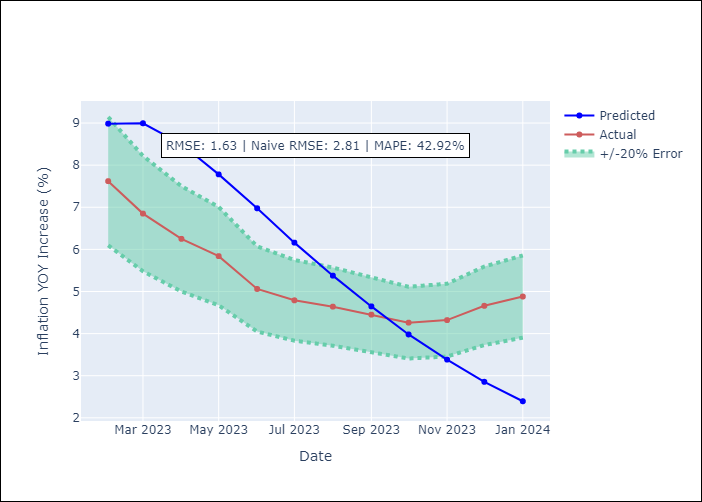 RMSE: 1.63 | Naive RMSE: 2.81 | MAPE: 42.92%
Predicted
Actual
+/-20% Error
Inflation YOY Increase (%)
9
8
7
6
5
4
3
2
Mar 2023
May 2023
Jul 2023
Sep 2023
Nov 2023
Jan 2024
Date